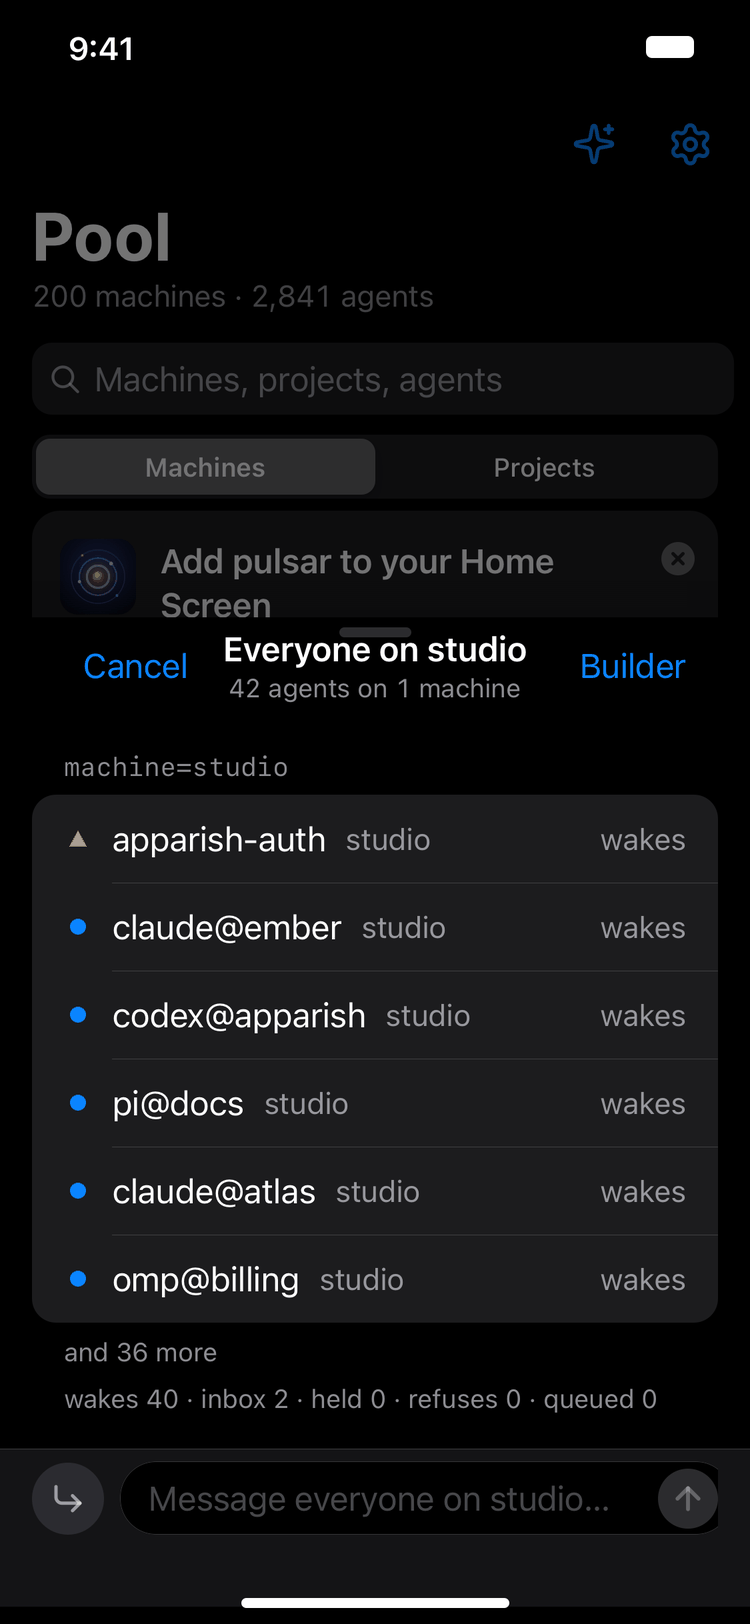 9:41
Pool
200 machines · 2,841 agents
Machines, projects, agents
Machines
Projects
Add pulsar to your Home
Screen
Cancel
Everyone on studio
Builder
42 agents on 1 machine
machine=studio
apparish-auth studio wakes
claude@ember studio wakes
codex@apparish studio wakes
pi@docs studio wakes
claude@atlas studio wakes
omp@billing studio wakes
and 36 more
wakes 40 · inbox 2 · held 0 · refuses 0 · queued 0
Message everyone on studio...